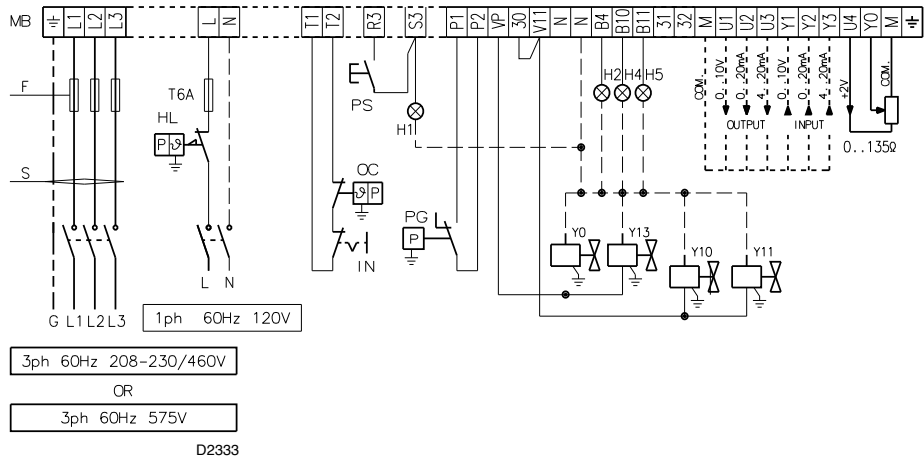 MB ⏚ L1 L2 L3 L N T1 T2 R3 S3 P1 P2 VP 30 V11 N N B4 B10 B11 31 32 M U1 U2 U3 Y1 Y2 Y3 U4 Y0 M ⏚
F
T6A
HL
P ϑ
PS
H1
H2 H4 H5
COM.
0...10V
0...20mA
4...20mA
0...10V
0...20mA
4...20mA
+2V
COM.
OUTPUT INPUT
0...135Ω
S
OC
ϑ P
PG
P
IN
Y0 Y13
Y10 Y11
L N
G L1 L2 L3
1ph 60Hz 120V
3ph 60Hz 208-230/460V
OR
3ph 60Hz 575V
D2333